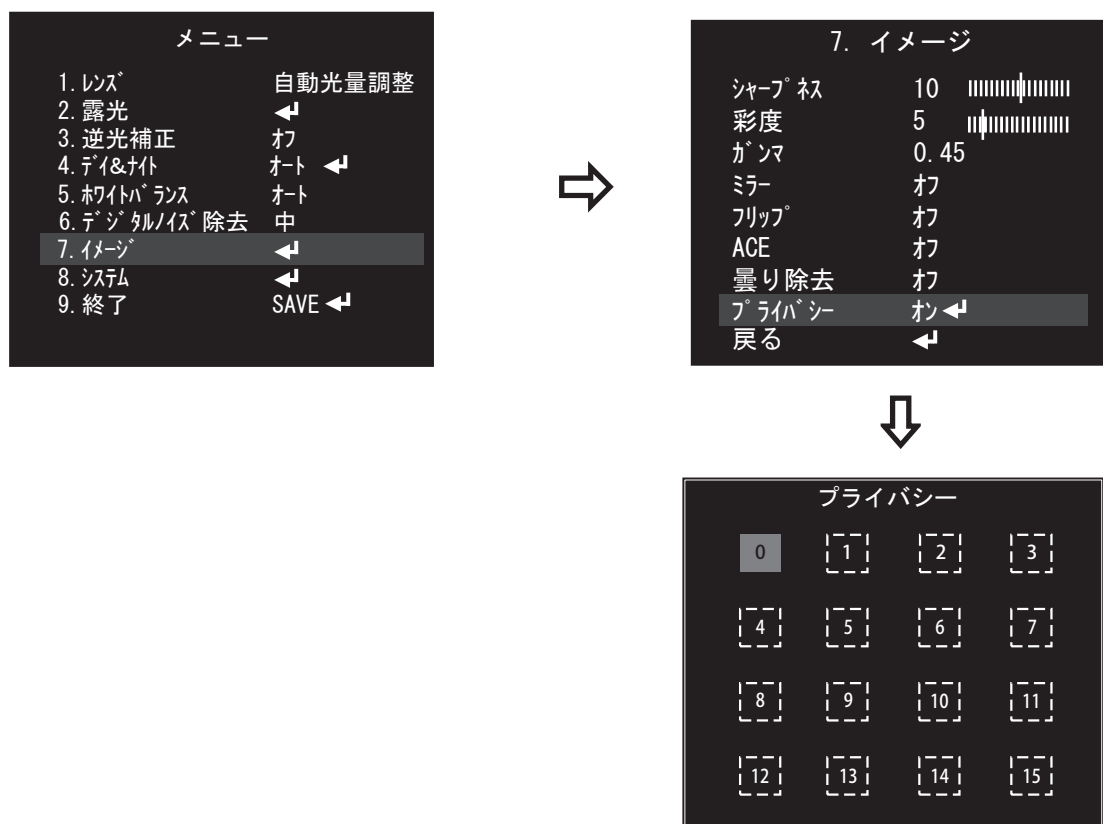 メニュー
1. ﾚﾝｽﾞ 自動光量調整
2. 露光 ↵
3. 逆光補正 ｵﾌ
4. ﾃﾞｲ&ﾅｲﾄ ｵｰﾄ ↵
5. ﾎﾜｲﾄﾊﾞﾗﾝｽ ｵｰﾄ
6. ﾃﾞｼﾞﾀﾙﾉｲｽﾞ除去 中
7. ｲﾒｰｼﾞ ↵
8. ｼｽﾃﾑ ↵
9. 終了 SAVE ↵
7. イメージ
ｼｬｰﾌﾟﾈｽ 10
彩度 5
ｶﾞﾝﾏ 0.45
ﾐﾗｰ ｵﾌ
ﾌﾘｯﾌﾟ ｵﾌ
ACE ｵﾌ
曇り除去 ｵﾌ
ﾌﾟﾗｲﾊﾞｼｰ ｵﾝ ↵
戻る ↵
プライバシー
0 1 2 3
4 5 6 7
8 9 10 11
12 13 14 15